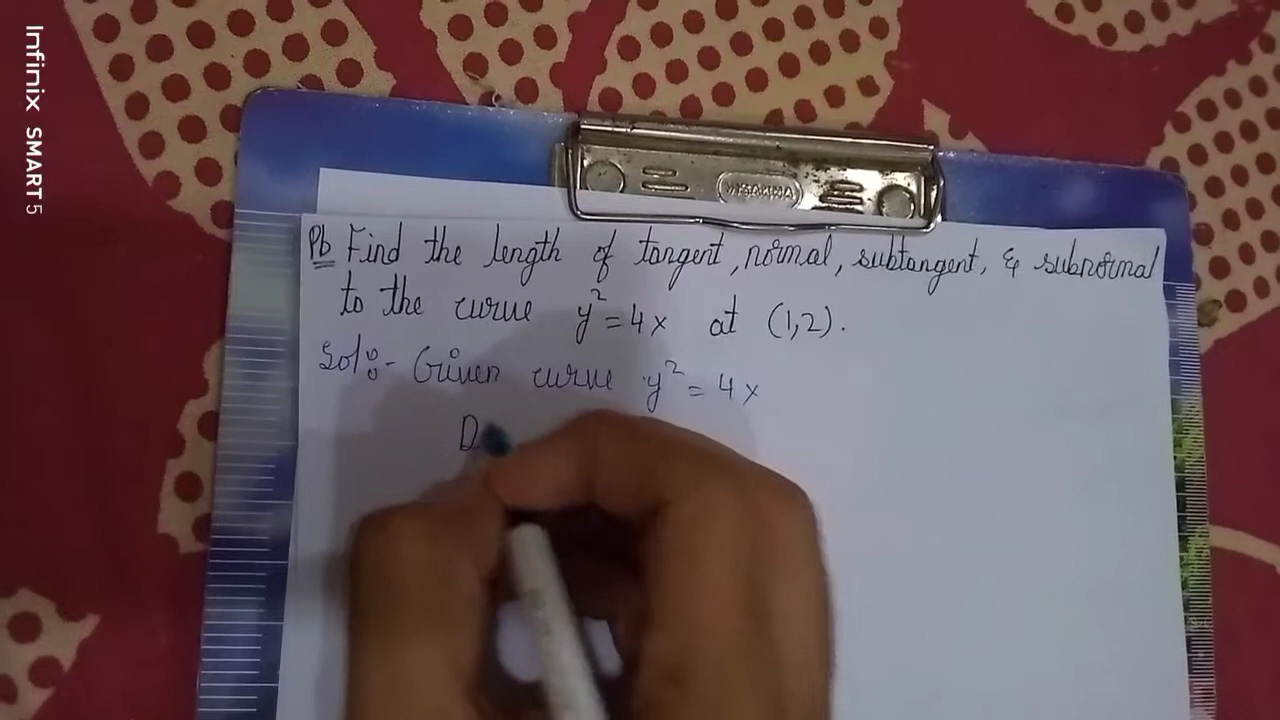 Infinix SMART 5
Pb Find the length of tangent, normal, subtangent, & subnormal
to the curve y² = 4x at (1,2).
Sol:- Given curve y² = 4x
D